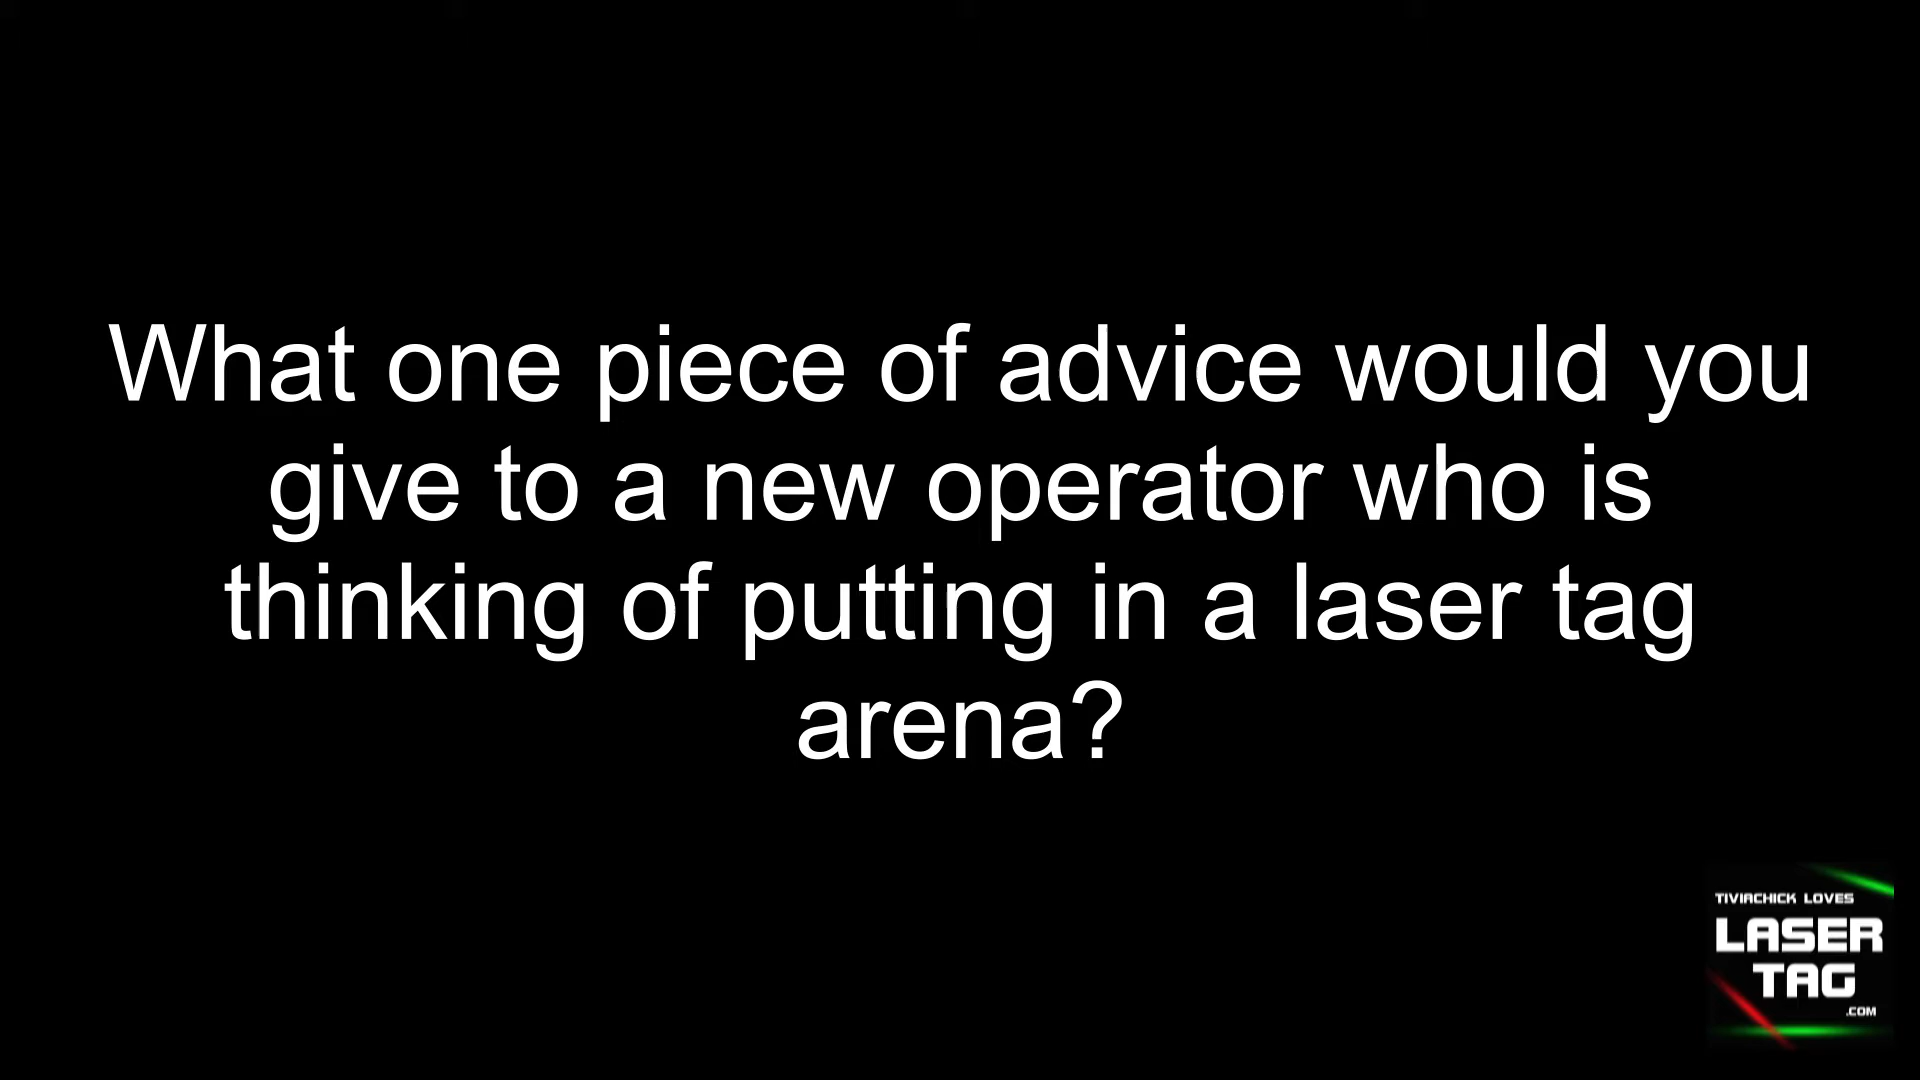 What one piece of advice would you
give to a new operator who is
thinking of putting in a laser tag
arena?
TIVIACHICK LOVES
LASER
TAG
.COM